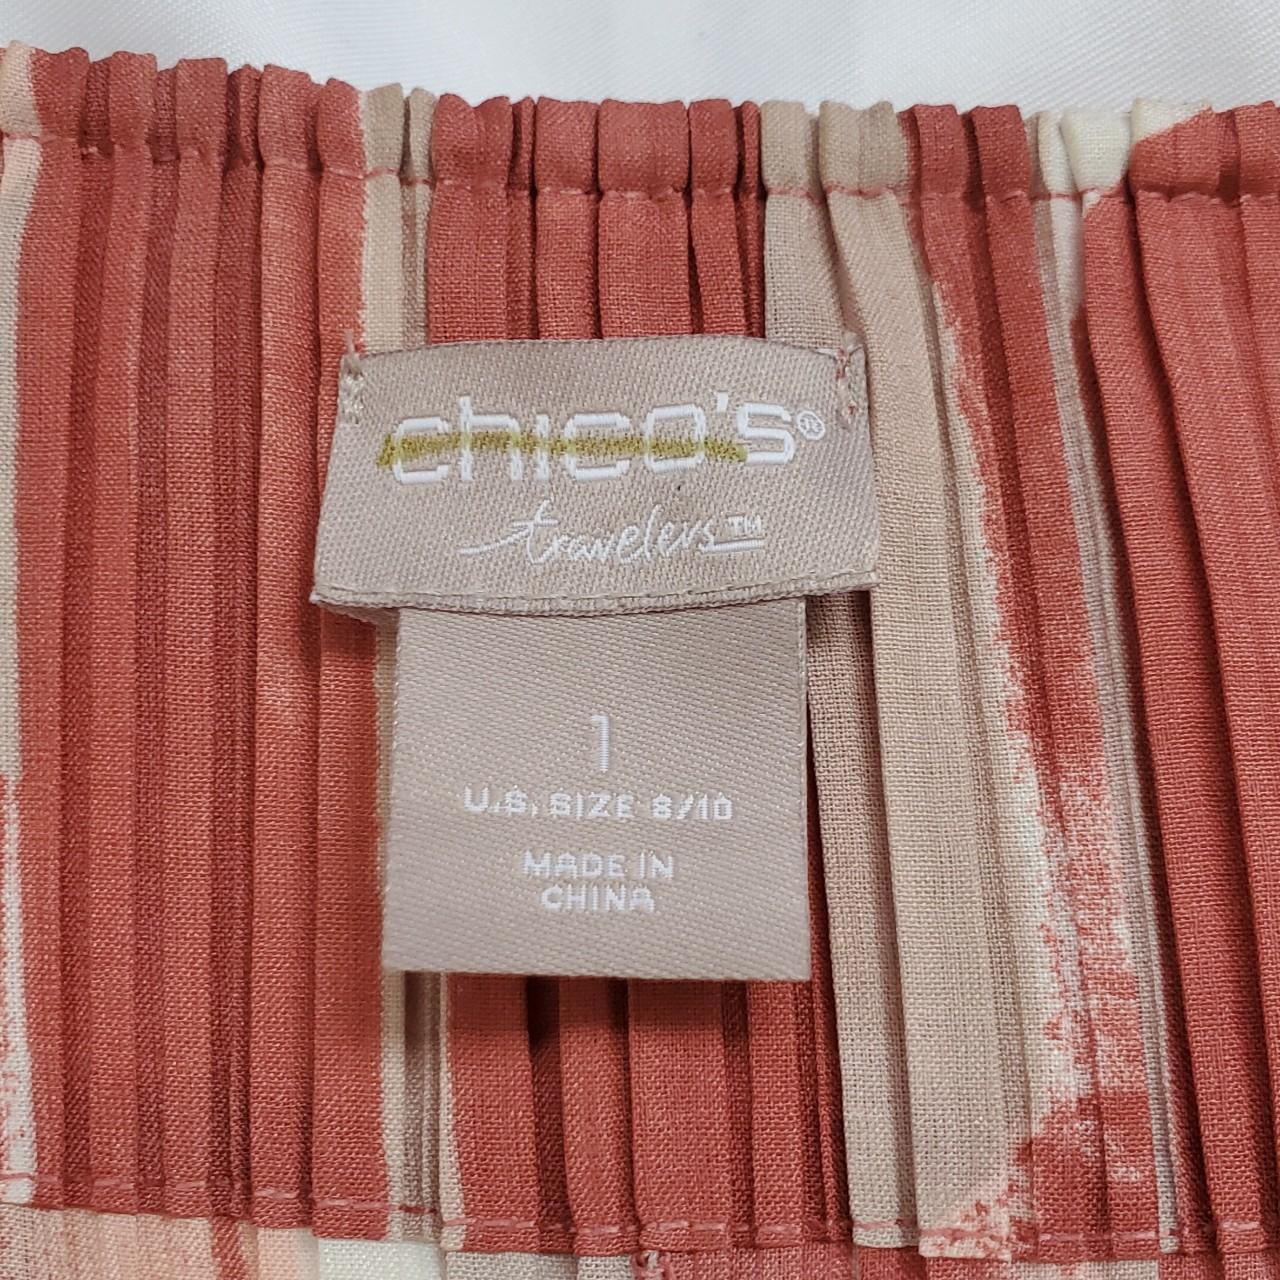 chico's®
travelers™
1
U.S. SIZE 8/10
MADE IN
CHINA